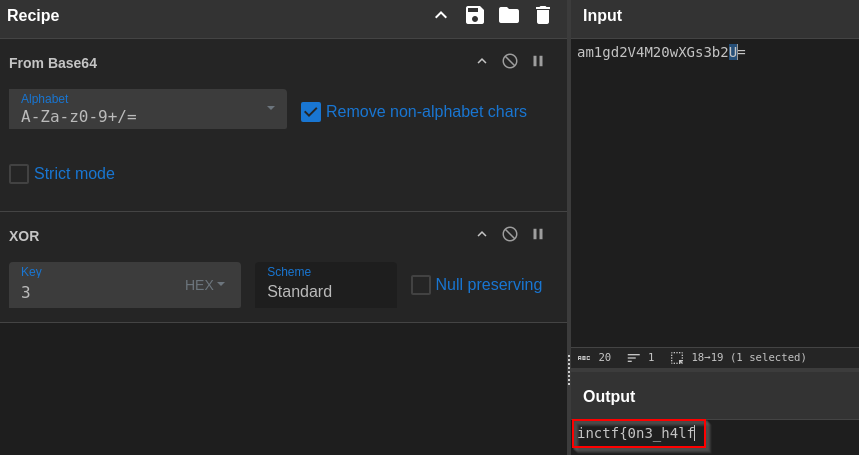 Recipe
From Base64
Alphabet
A-Za-z0-9+/=
Remove non-alphabet chars
Strict mode
XOR
Key
3
HEX
Scheme
Standard
Null preserving
Input
am1gd2V4M20wXGs3b2U=
ABC 20 1 18→19 (1 selected)
Output
inctf{0n3_h4lf